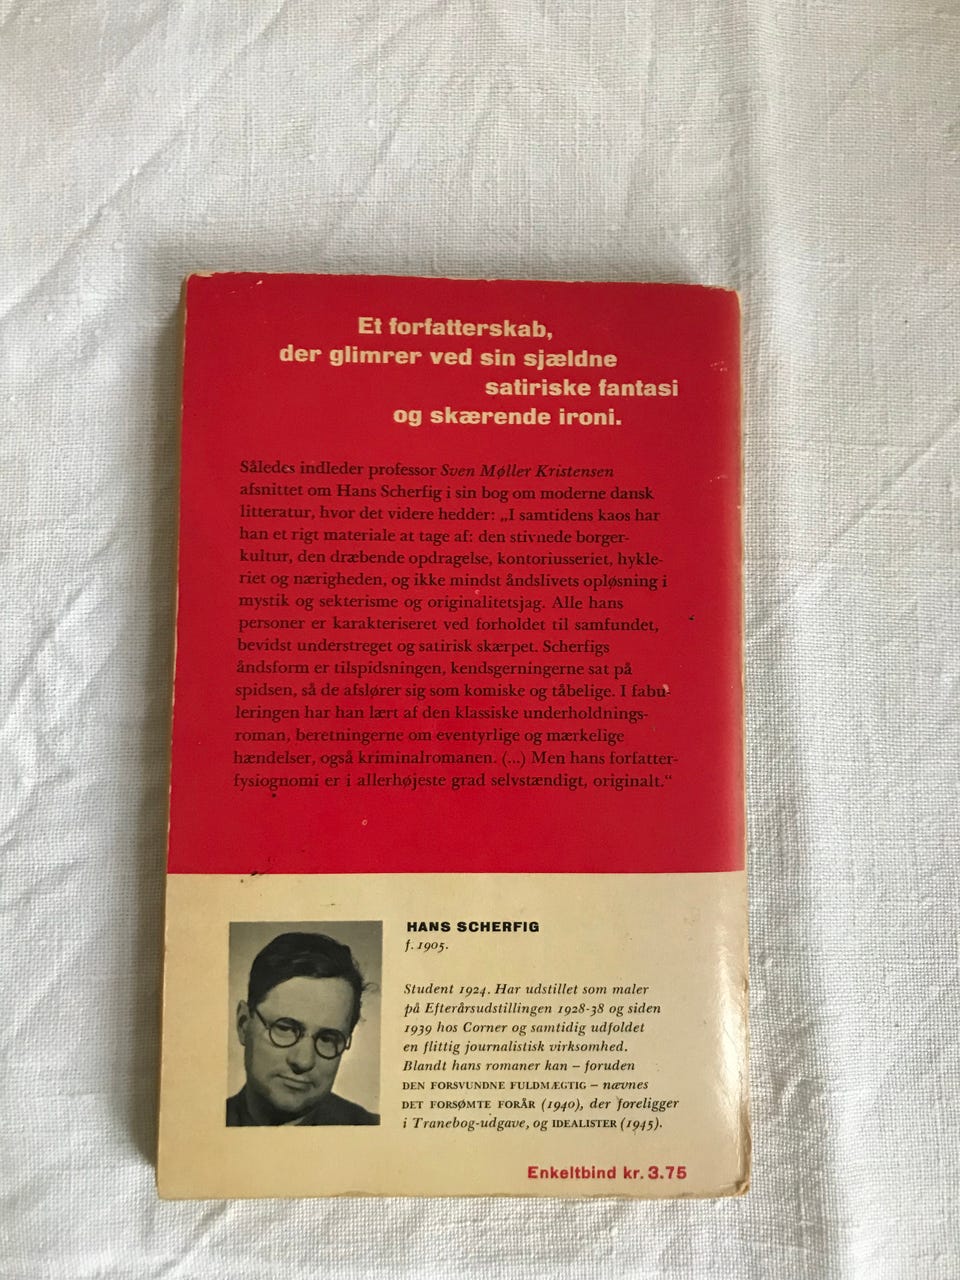 Et forfatterskab,
der glimrer ved sin sjældne
satiriske fantasi
og skærende ironi.
Således indleder professor Sven Møller Kristensen
afsnittet om Hans Scherfig i sin bog om moderne dansk
litteratur, hvor det videre hedder: „I samtidens kaos har
han et rigt materiale at tage af: den stivnede borger-
kultur, den dræbende opdragelse, kontoriusseriet, hykle-
riet og nærigheden, og ikke mindst åndslivets opløsning i
mystik og sekterisme og originalitetsjag. Alle hans
personer er karakteriseret ved forholdet til samfundet,
bevidst understreget og satirisk skærpet. Scherfigs
åndsform er tilspidsningen, kendsgerningerne sat på
spidsen, så de afslører sig som komiske og tåbelige. I fabu-
leringen har han lært af den klassiske underholdnings-
roman, beretningerne om eventyrlige og mærkelige
hændelser, også kriminalromanen. (...) Men hans forfatter-
fysiognomi er i allerhøjeste grad selvstændigt, originalt.“
HANS SCHERFIG
f. 1905.
Student 1924. Har udstillet som maler
på Efterårsudstillingen 1928-38 og siden
1939 hos Corner og samtidig udfoldet
en flittig journalistisk virksomhed.
Blandt hans romaner kan – foruden
DEN FORSVUNDNE FULDMÆGTIG – nævnes
DET FORSØMTE FORÅR (1940), der foreligger
i Tranebog-udgave, og IDEALISTER (1945).
Enkeltbind kr. 3.75